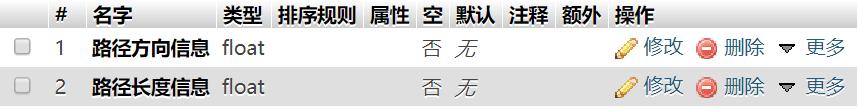 # 名字 类型 排序规则 属性 空 默认 注释 额外 操作
1 路径方向信息 float 否 无 修改 删除 更多
2 路径长度信息 float 否 无 修改 删除 更多